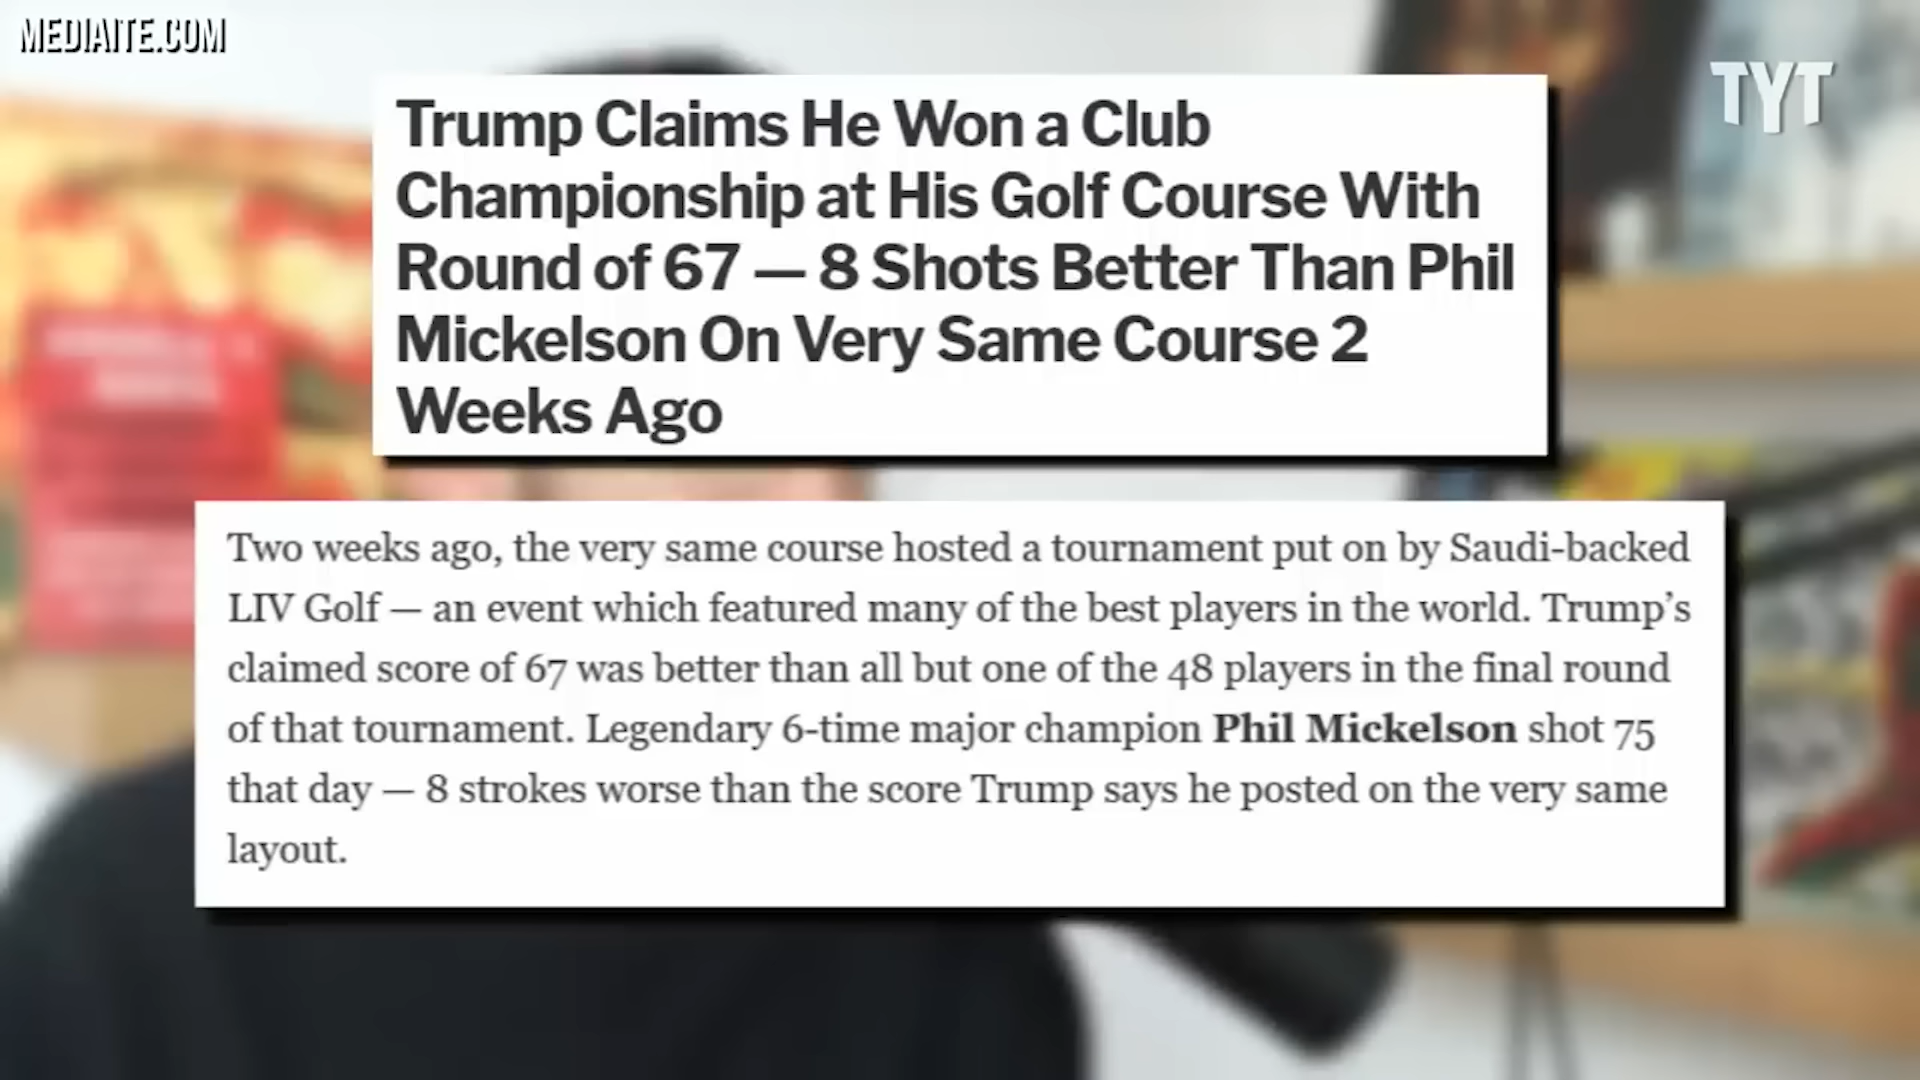 MEDIAITE.COM
TYT
Trump Claims He Won a Club
Championship at His Golf Course With
Round of 67 — 8 Shots Better Than Phil
Mickelson On Very Same Course 2
Weeks Ago
Two weeks ago, the very same course hosted a tournament put on by Saudi-backed
LIV Golf — an event which featured many of the best players in the world. Trump’s
claimed score of 67 was better than all but one of the 48 players in the final round
of that tournament. Legendary 6-time major champion Phil Mickelson shot 75
that day — 8 strokes worse than the score Trump says he posted on the very same
layout.